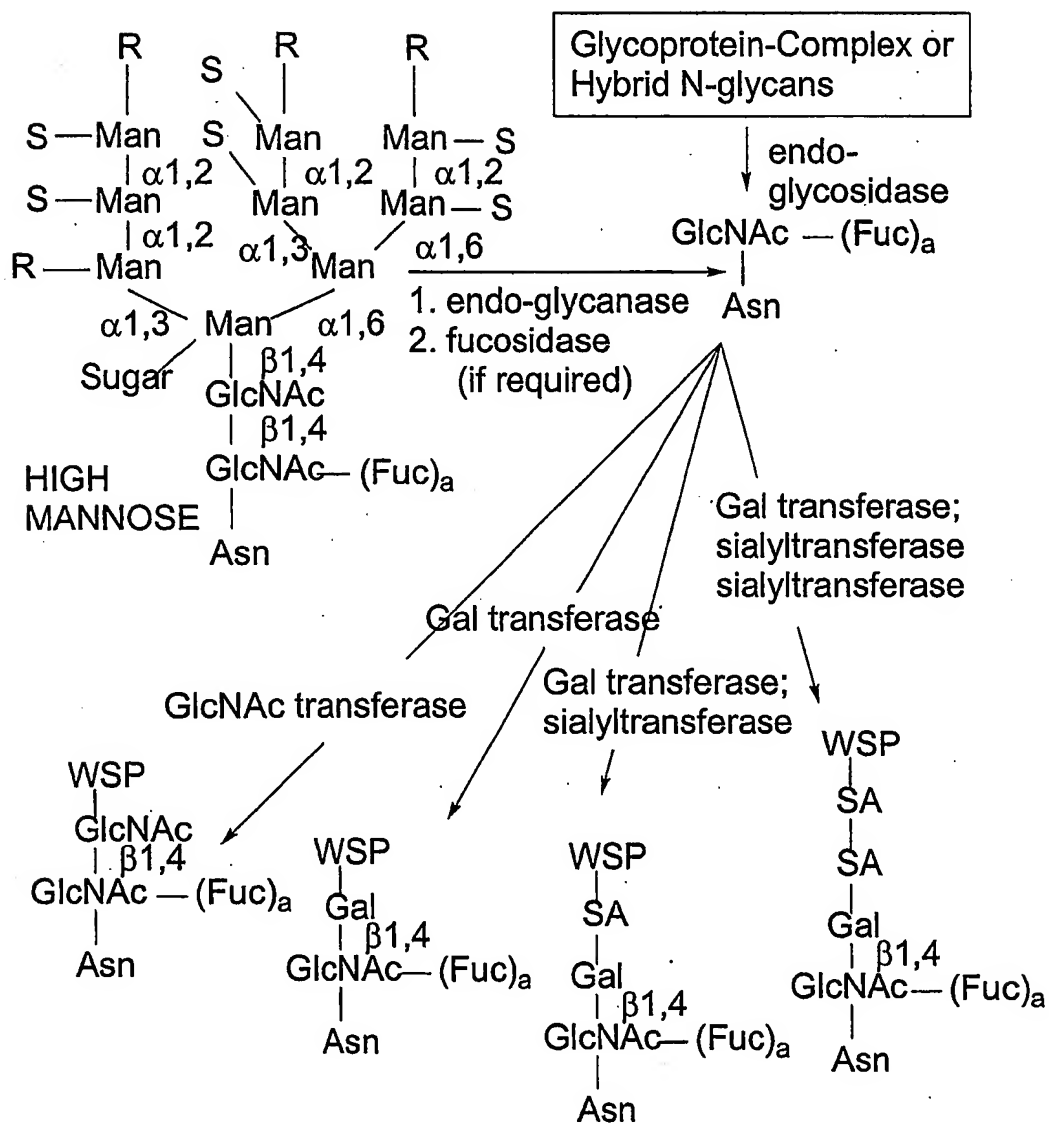 R
S
R
R
Glycoprotein-Complex or
Hybrid N-glycans
S—Man
S
Man
Man—S
α1,2
α1,2
α1,2
S—Man
Man
Man—S
α1,2
α1,3
α1,6
R—Man
Man
α1,3
Man
α1,6
Sugar
β1,4
GlcNAc
β1,4
GlcNAc—(Fuc)a
HIGH
MANNOSE
Asn
endo-
glycosidase
GlcNAc—(Fuc)a
Asn
1. endo-glycanase
2. fucosidase
(if required)
Gal transferase;
sialyltransferase
sialyltransferase
Gal transferase
Gal transferase;
sialyltransferase
GlcNAc transferase
WSP
GlcNAc
β1,4
GlcNAc—(Fuc)a
Asn
WSP
Gal
β1,4
GlcNAc—(Fuc)a
Asn
WSP
SA
Gal
β1,4
GlcNAc—(Fuc)a
Asn
WSP
SA
SA
Gal
β1,4
GlcNAc—(Fuc)a
Asn